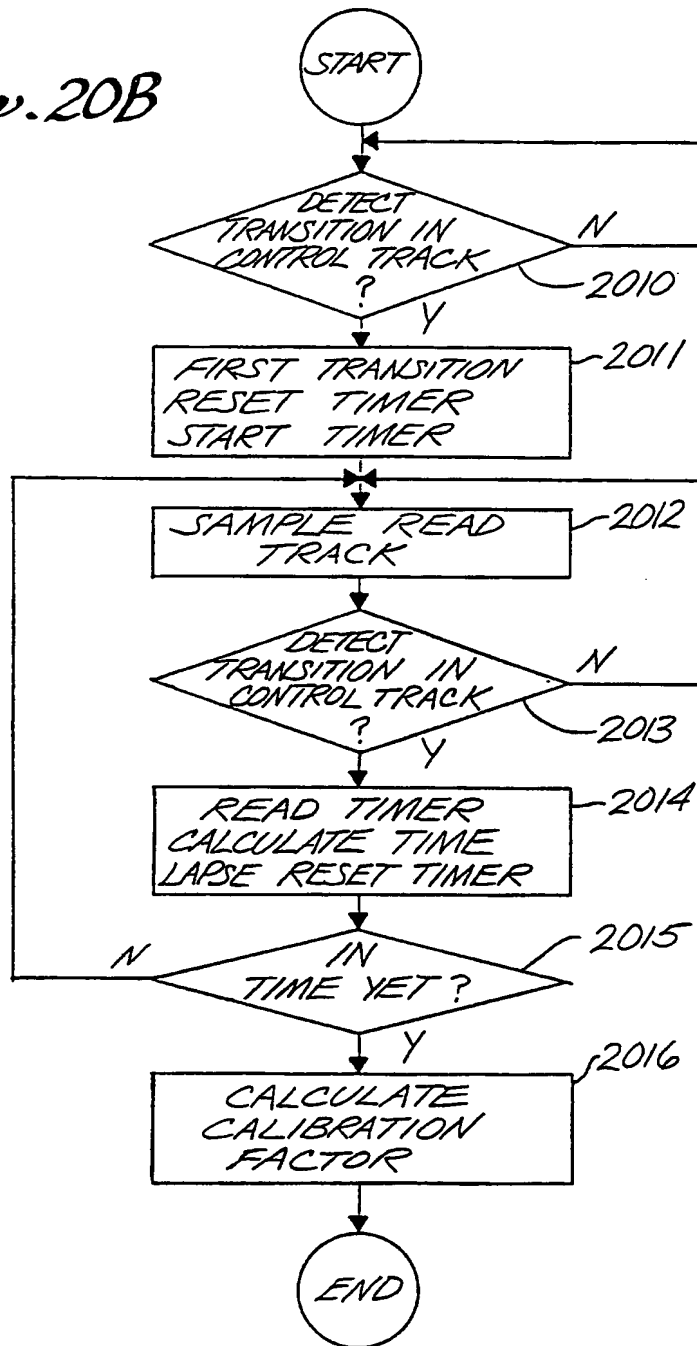 20B
START
DETECT
TRANSITION IN
CONTROL TRACK
?
N
2010
Y
2011
FIRST TRANSITION
RESET TIMER
START TIMER
2012
SAMPLE READ
TRACK
DETECT
TRANSITION IN
CONTROL TRACK
?
N
2013
Y
2014
READ TIMER
CALCULATE TIME
LAPSE RESET TIMER
2015
N
IN
TIME YET ?
Y
2016
CALCULATE
CALIBRATION
FACTOR
END